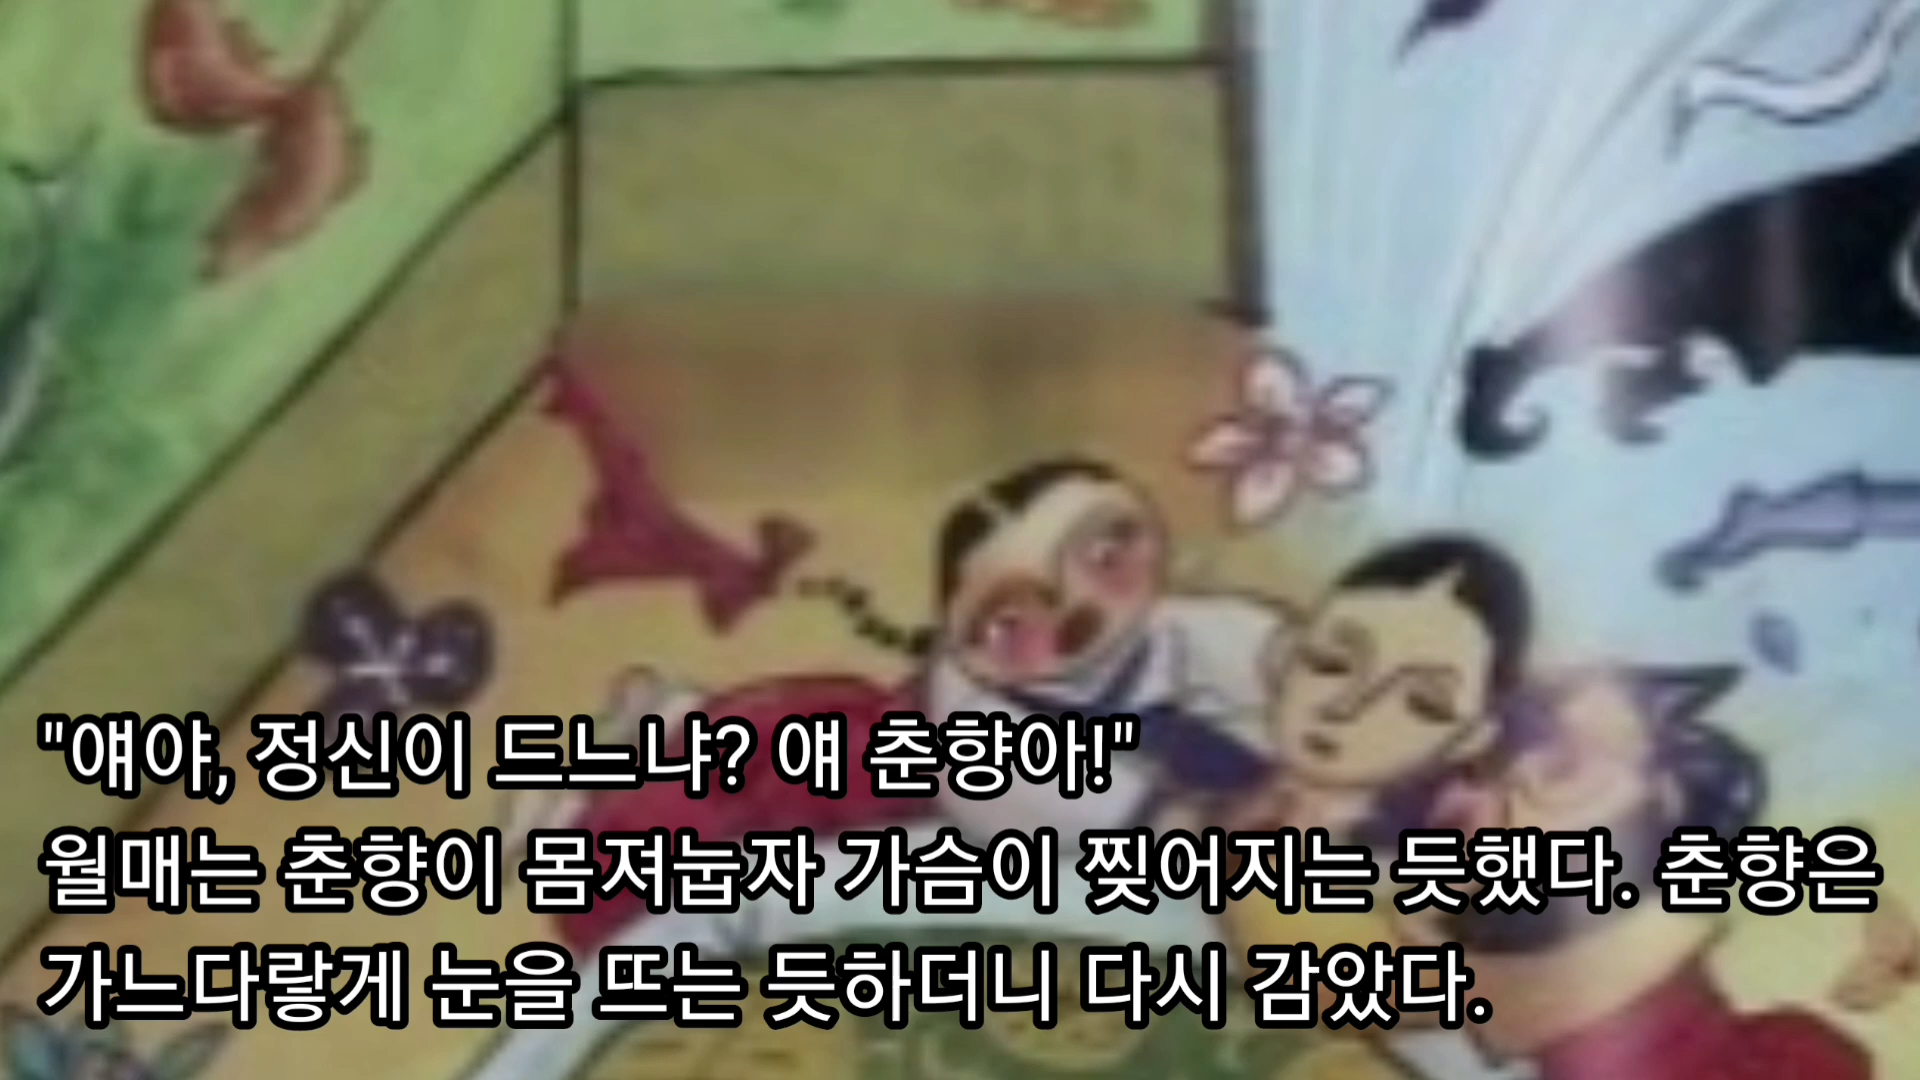 "얘야, 정신이 드느냐? 얘 춘향아!"
월매는 춘향이 몸져눕자 가슴이 찢어지는 듯했다. 춘향은
가느다랗게 눈을 뜨는 듯하더니 다시 감았다.